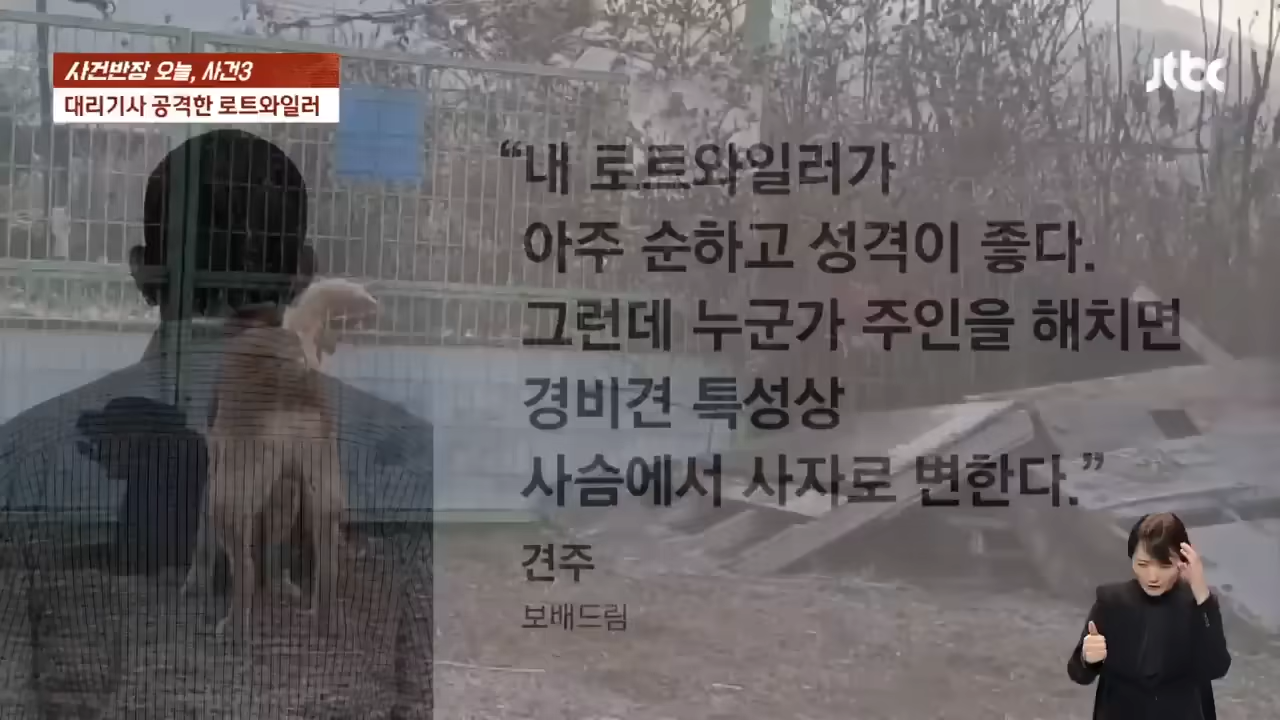 사건반장 오늘, 사건3
대리기사 공격한 로트와일러
jtbc
“내 로트와일러가
아주 순하고 성격이 좋다.
그런데 누군가 주인을 해치면
경비견 특성상
사슴에서 사자로 변한다.”
견주
보배드림